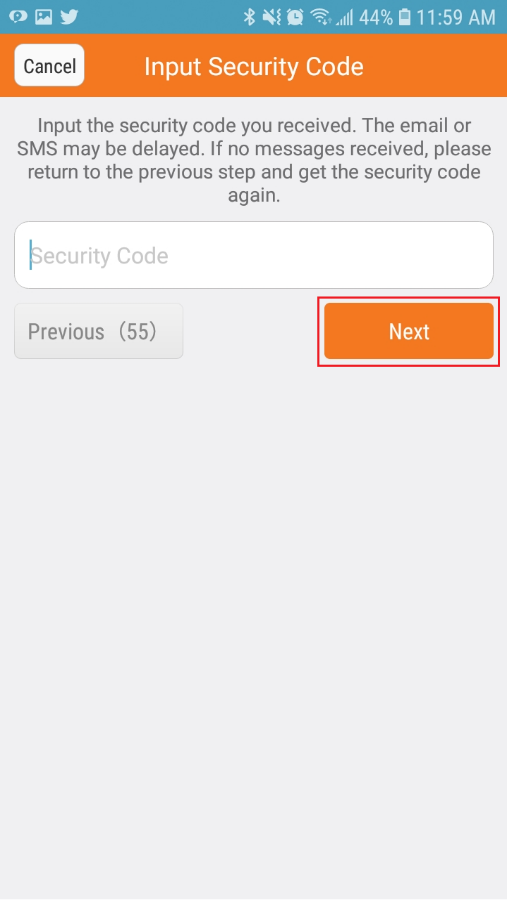 44% 11:59 AM
Cancel
Input Security Code
Input the security code you received. The email or
SMS may be delayed. If no messages received, please
return to the previous step and get the security code
again.
Security Code
Previous（55）
Next